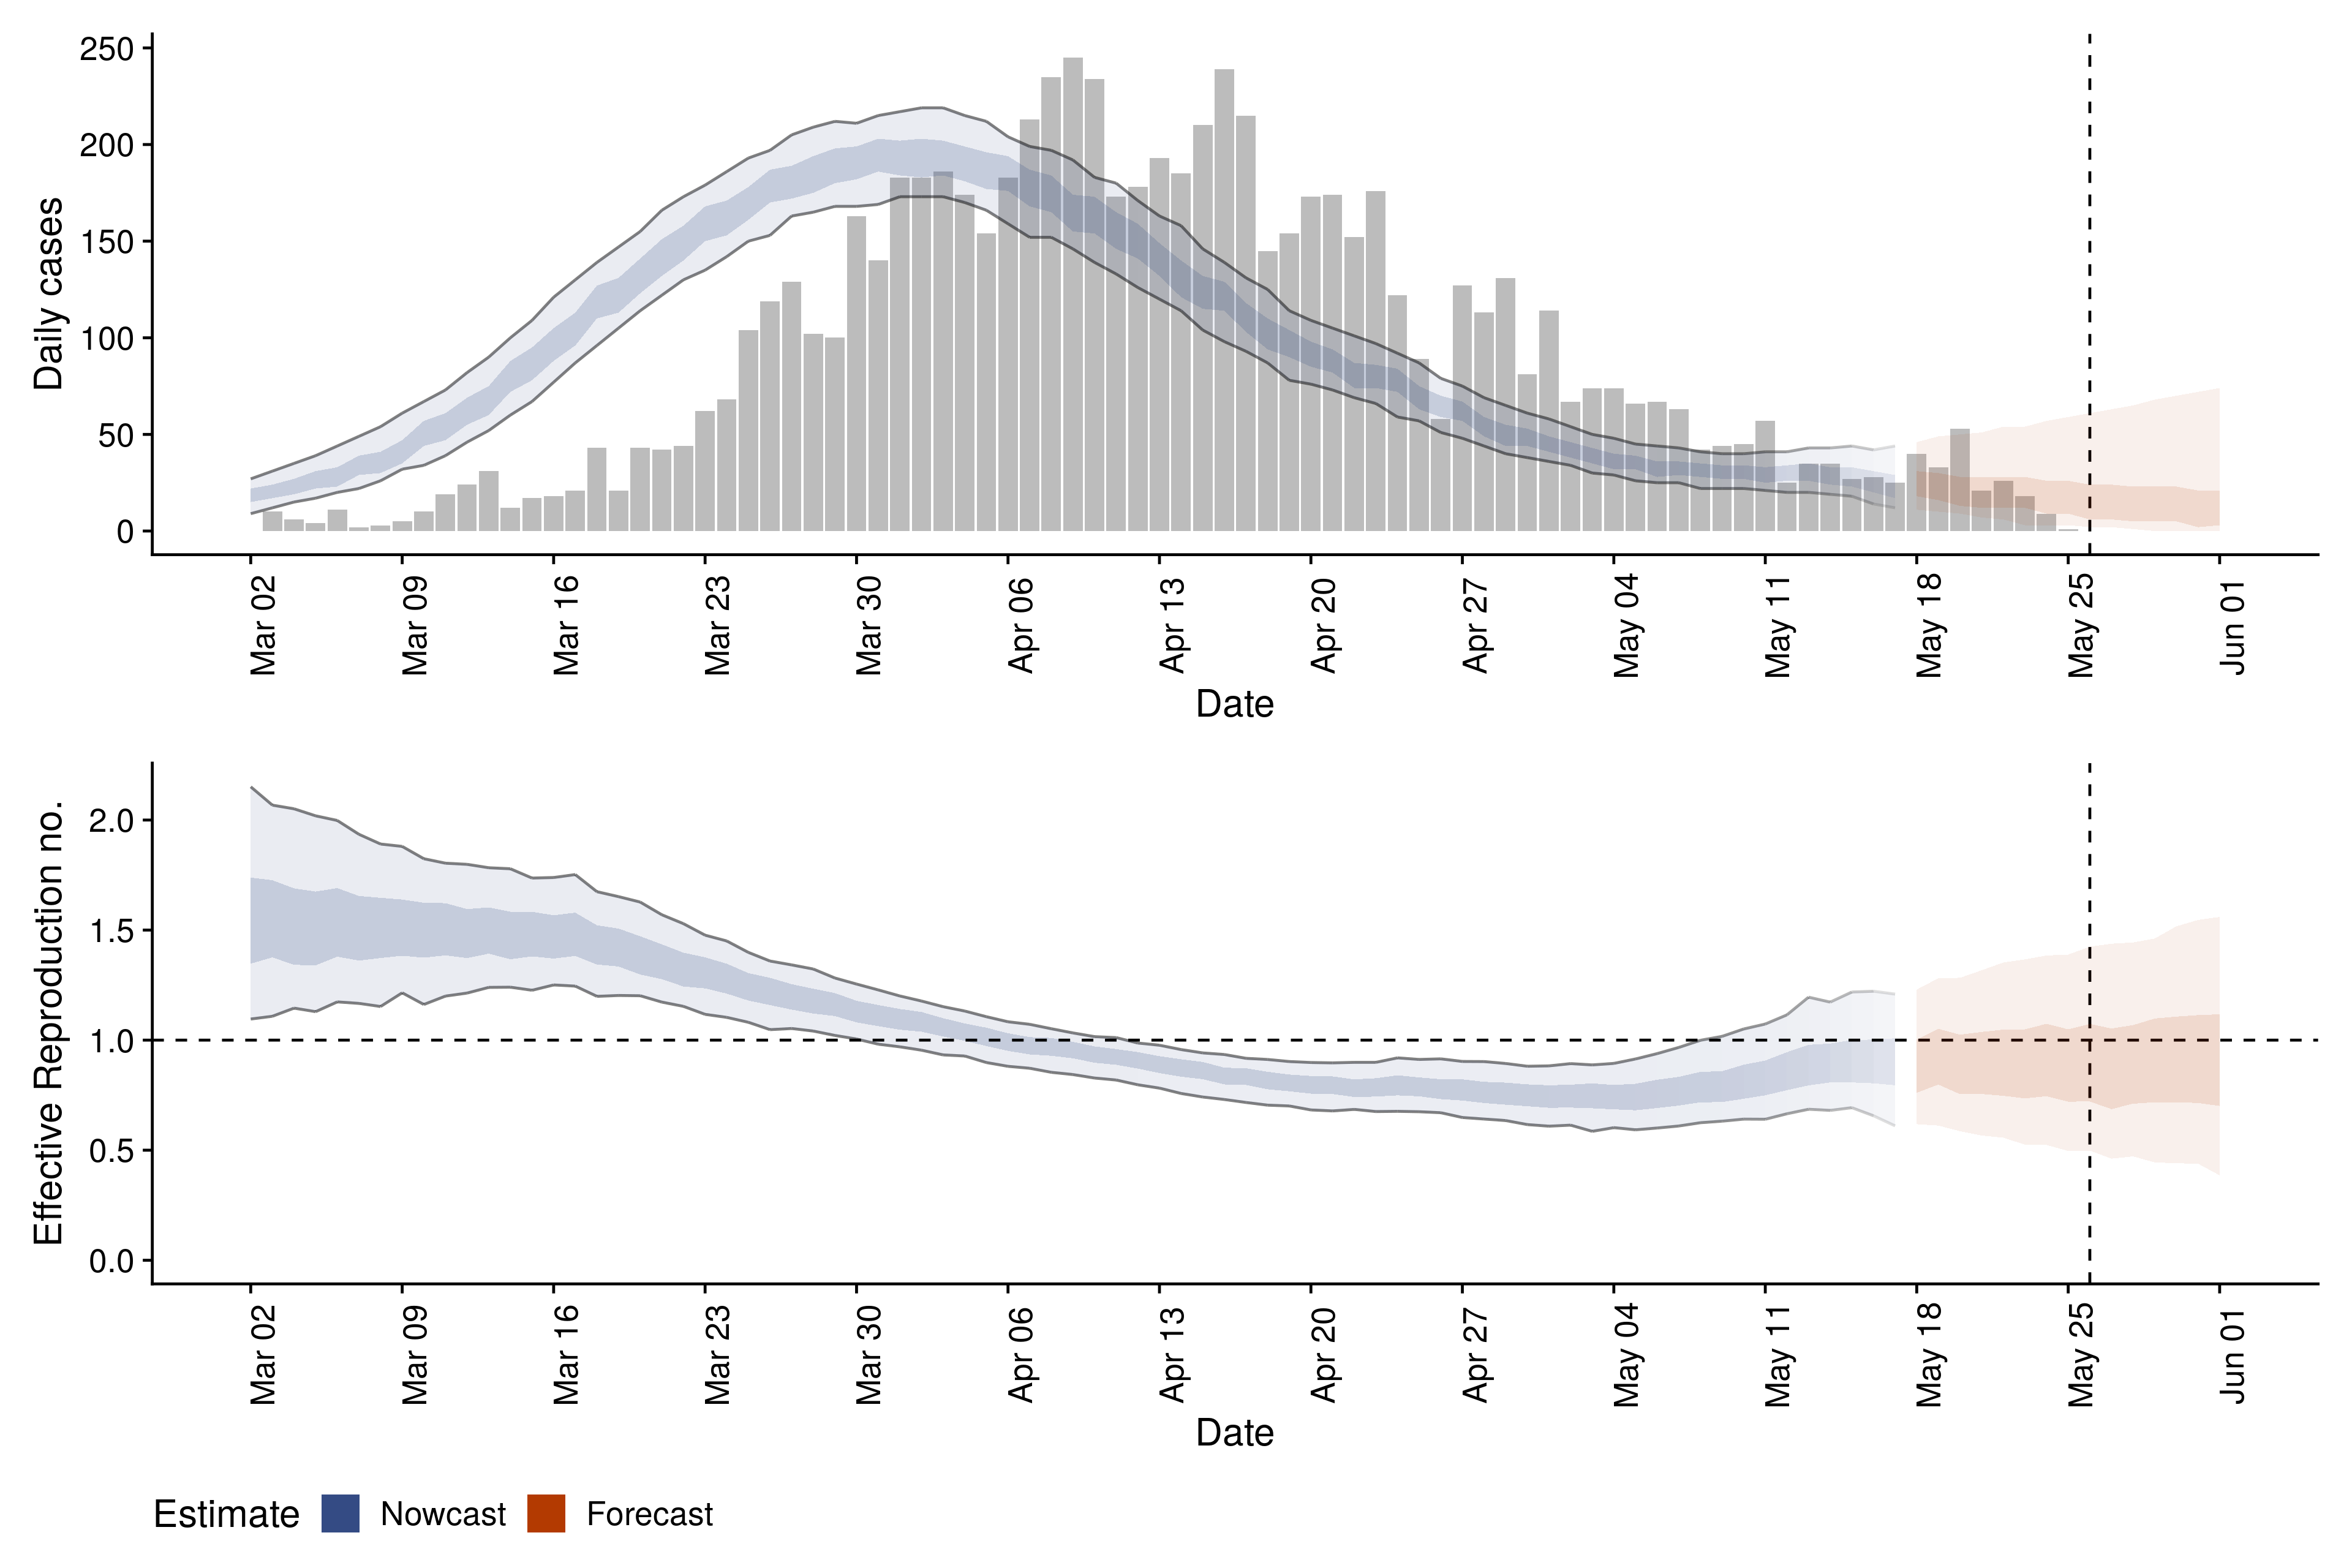 Daily cases
250
200
150
100
50
0
Mar 02
Mar 09
Mar 16
Mar 23
Mar 30
Apr 06
Apr 13
Apr 20
Apr 27
May 04
May 11
May 18
May 25
Jun 01
Date
Effective Reproduction no.
2.0
1.5
1.0
0.5
0.0
Mar 02
Mar 09
Mar 16
Mar 23
Mar 30
Apr 06
Apr 13
Apr 20
Apr 27
May 04
May 11
May 18
May 25
Jun 01
Date
Estimate Nowcast Forecast